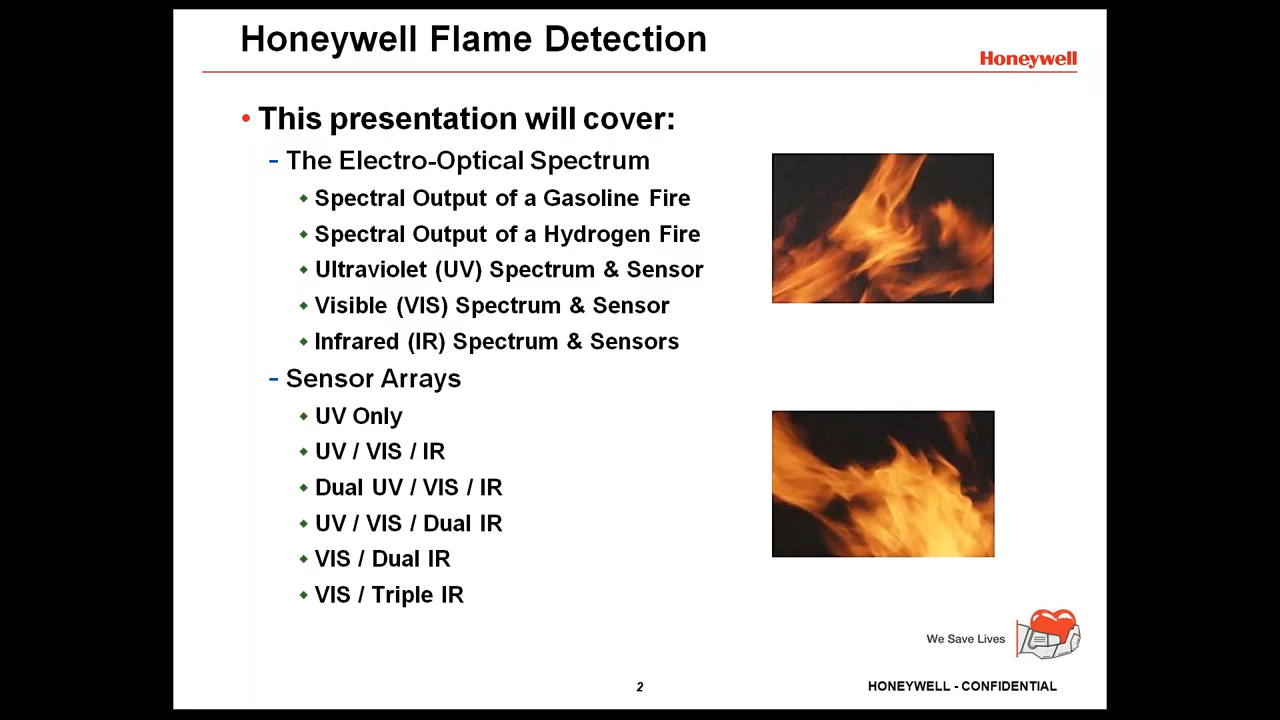 Honeywell Flame Detection
Honeywell
• This presentation will cover:
- The Electro-Optical Spectrum
◆ Spectral Output of a Gasoline Fire
◆ Spectral Output of a Hydrogen Fire
◆ Ultraviolet (UV) Spectrum & Sensor
◆ Visible (VIS) Spectrum & Sensor
◆ Infrared (IR) Spectrum & Sensors
- Sensor Arrays
◆ UV Only
◆ UV / VIS / IR
◆ Dual UV / VIS / IR
◆ UV / VIS / Dual IR
◆ VIS / Dual IR
◆ VIS / Triple IR
We Save Lives
2
HONEYWELL - CONFIDENTIAL